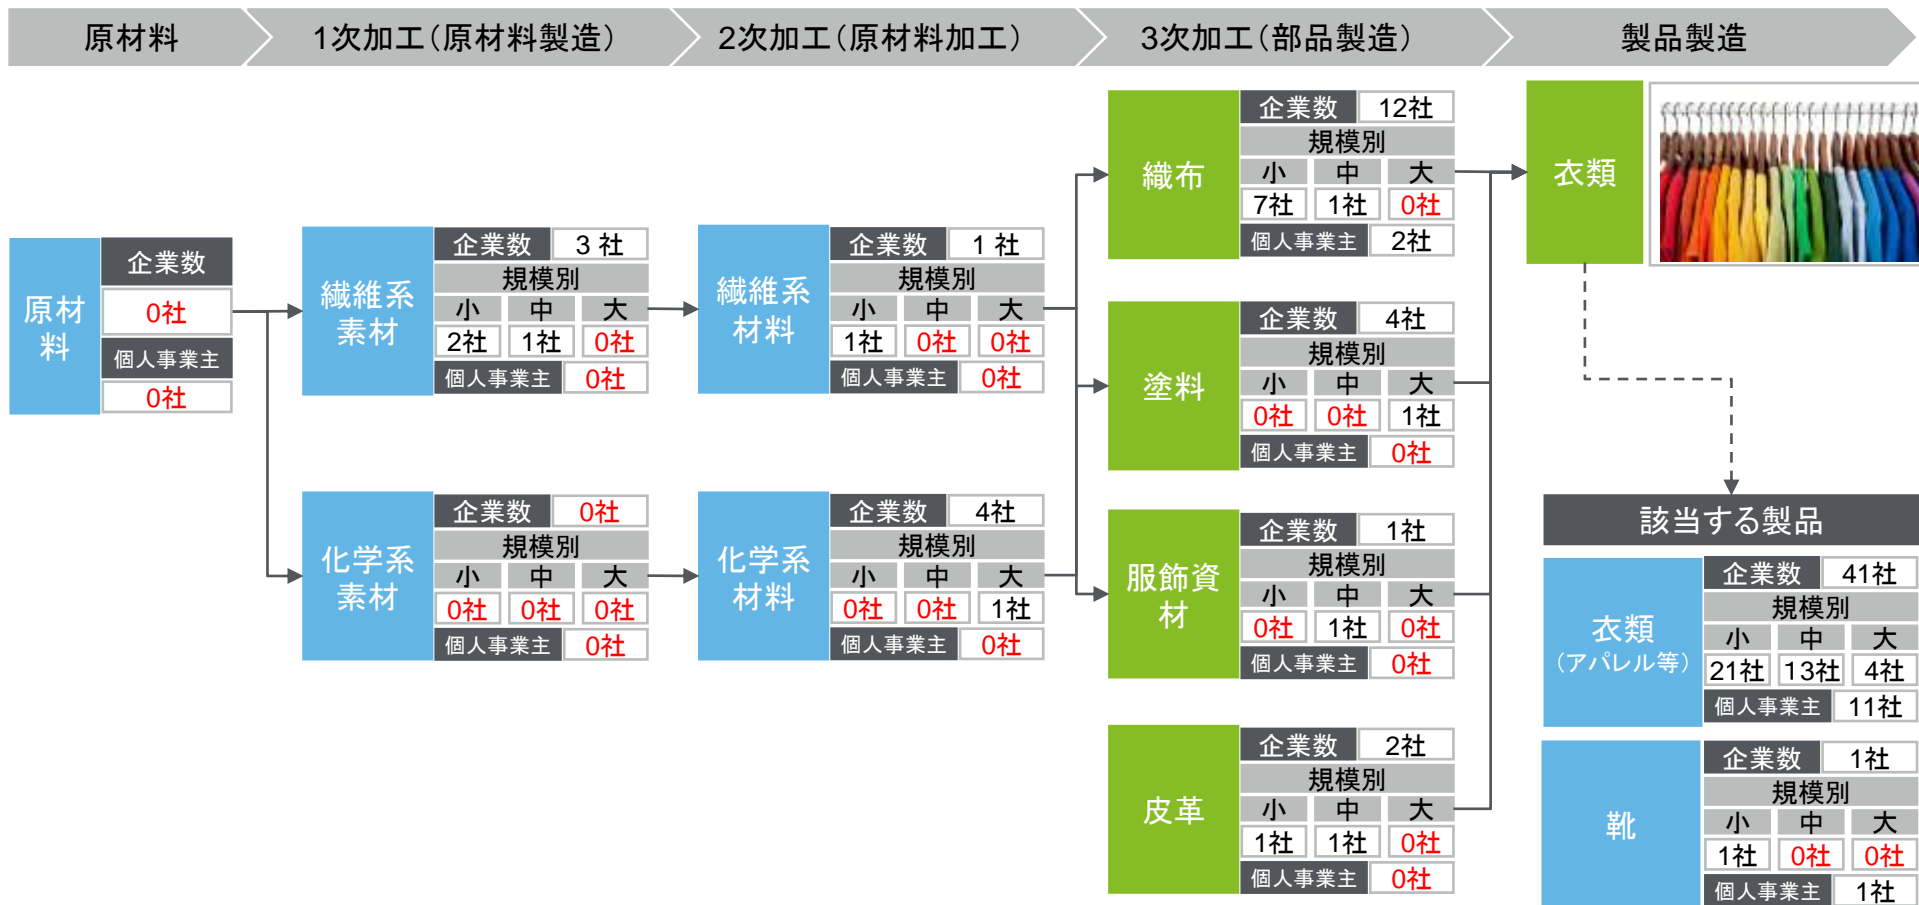 原材料
1次加工（原材料製造）
2次加工（原材料加工）
3次加工（部品製造）
製品製造
原材
料
企業数
0社
個人事業主
0社
繊維系
素材
企業数 3 社
規模別
小 中 大
2社 1社 0社
個人事業主 0社
化学系
素材
企業数 0社
規模別
小 中 大
0社 0社 0社
個人事業主 0社
繊維系
材料
企業数 1 社
規模別
小 中 大
1社 0社 0社
個人事業主 0社
化学系
材料
企業数 4社
規模別
小 中 大
0社 0社 1社
個人事業主 0社
織布
企業数 12社
規模別
小 中 大
7社 1社 0社
個人事業主 2社
塗料
企業数 4社
規模別
小 中 大
0社 0社 1社
個人事業主 0社
服飾資
材
企業数 1社
規模別
小 中 大
0社 1社 0社
個人事業主 0社
皮革
企業数 2社
規模別
小 中 大
1社 1社 0社
個人事業主 0社
衣類
該当する製品
衣類
（アパレル等）
企業数 41社
規模別
小 中 大
21社 13社 4社
個人事業主 11社
靴
企業数 1社
規模別
小 中 大
1社 0社 0社
個人事業主 1社